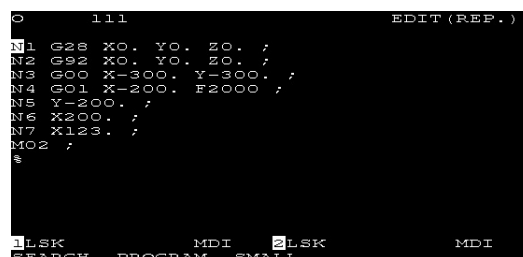 O 111 EDIT(REP.)
N1 G28 X0. Y0. Z0. ;
N2 G92 X0. Y0. Z0. ;
N3 G00 X-300. Y-300. ;
N4 G01 X-200. F2000 ;
N5 Y-200. ;
N6 X200. ;
N7 X123. ;
M02 ;
%
1LSK MDI 2LSK MDI
SEARCH PROGRAM SMALL